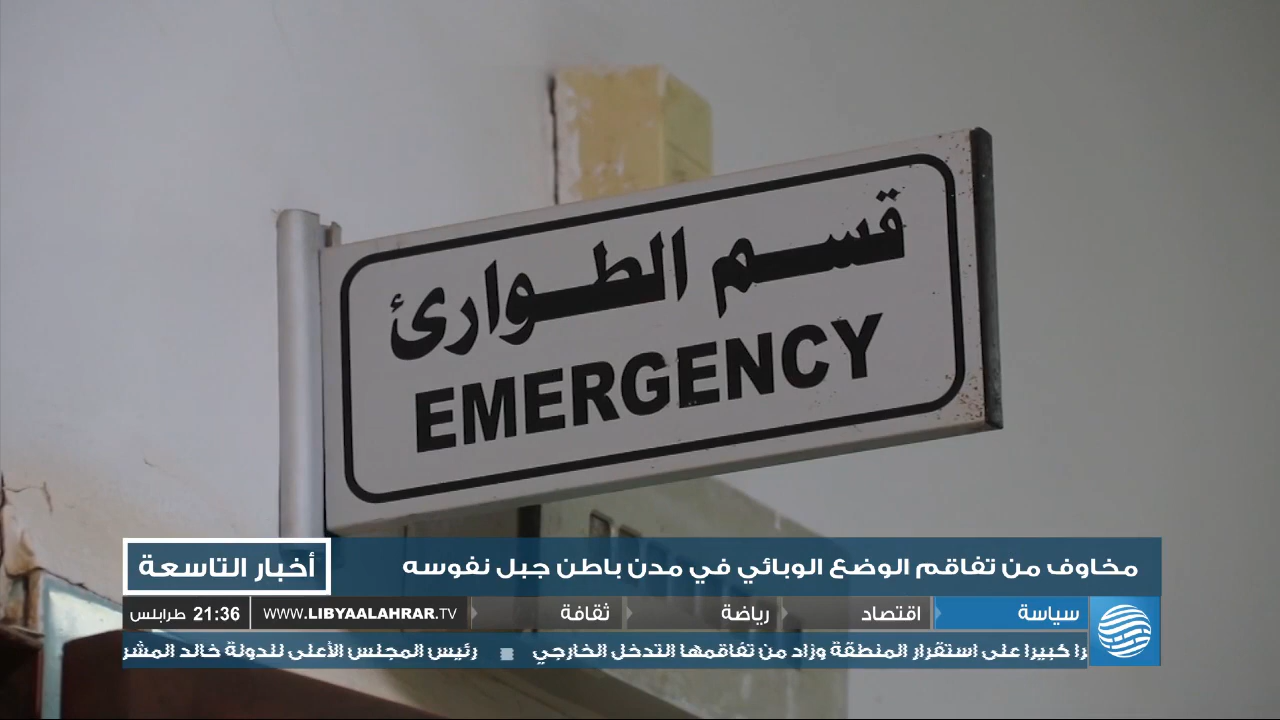 قسم الطوارئ
EMERGENCY
مخاوف من تفاقم الوضع الوبائي في مدن باطن جبل نفوسه
أخبار التاسعة
سياسة
اقتصاد
رياضة
ثقافة
WWW.LIBYAALAHRAR.TV
21:36 طرابلس
كبيرا على استقرار المنطقة وزاد من تفاقمها التدخل الخارجي
رئيس المجلس الأعلى للدولة خالد